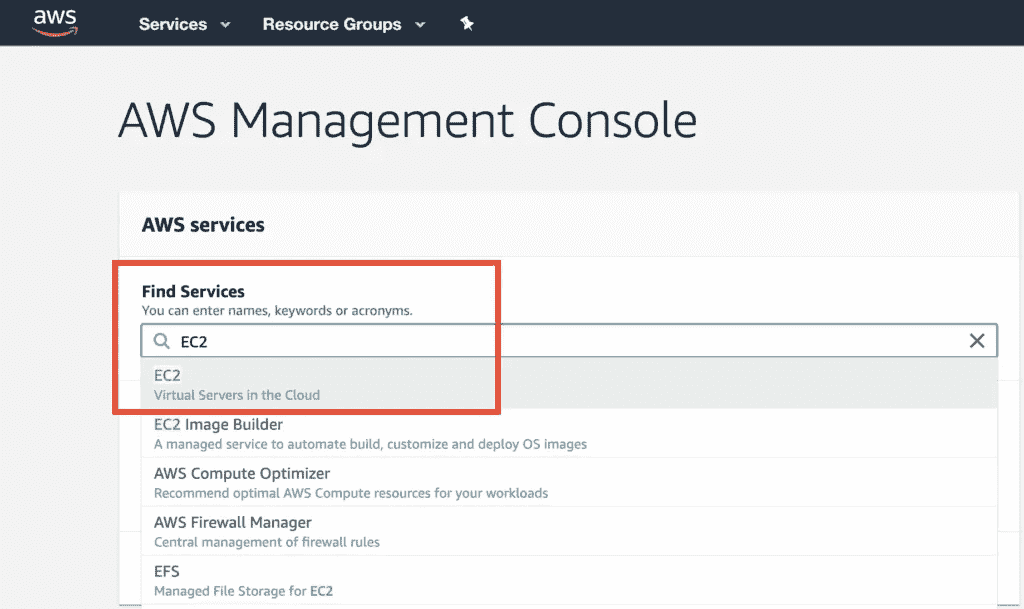 aws
Services Resource Groups
AWS Management Console
AWS services
Find Services
You can enter names, keywords or acronyms.
EC2
EC2
Virtual Servers in the Cloud
EC2 Image Builder
A managed service to automate build, customize and deploy OS images
AWS Compute Optimizer
Recommend optimal AWS Compute resources for your workloads
AWS Firewall Manager
Central management of firewall rules
EFS
Managed File Storage for EC2